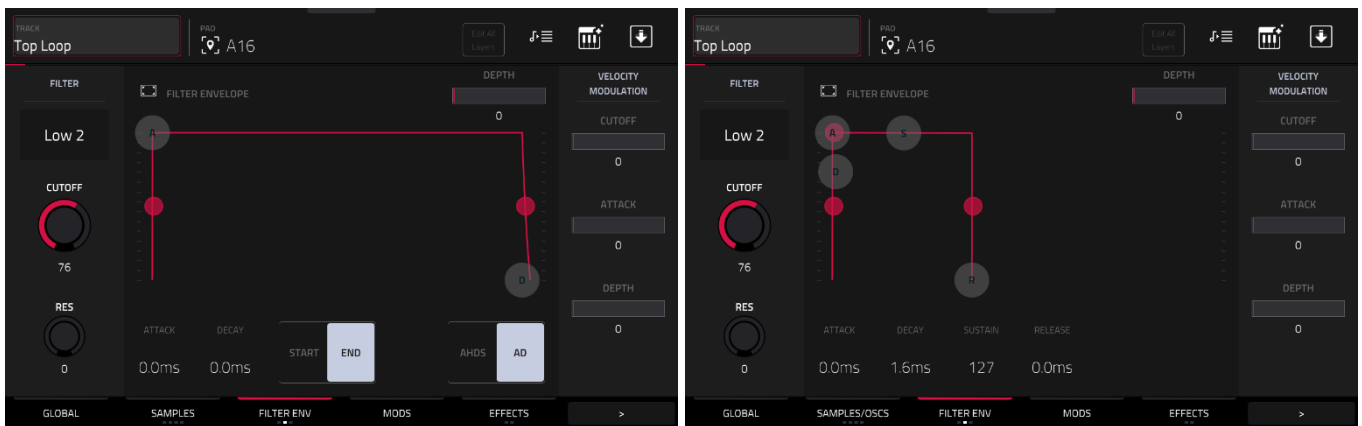 TRACK
Top Loop
PAD
A16
Edit All
Layers
FILTER
Low 2
CUTOFF
76
RES
0
FILTER ENVELOPE
DEPTH
0
A
D
ATTACK
0.0ms
DECAY
0.0ms
START
END
AHDS
AD
VELOCITY
MODULATION
CUTOFF
0
ATTACK
0
DEPTH
0
GLOBAL
SAMPLES
FILTER ENV
MODS
EFFECTS
>
TRACK
Top Loop
PAD
A16
Edit All
Layers
FILTER
Low 2
CUTOFF
76
RES
0
FILTER ENVELOPE
DEPTH
0
A
S
D
R
ATTACK
0.0ms
DECAY
1.6ms
SUSTAIN
127
RELEASE
0.0ms
VELOCITY
MODULATION
CUTOFF
0
ATTACK
0
DEPTH
0
GLOBAL
SAMPLES/OSCS
FILTER ENV
MODS
EFFECTS
>